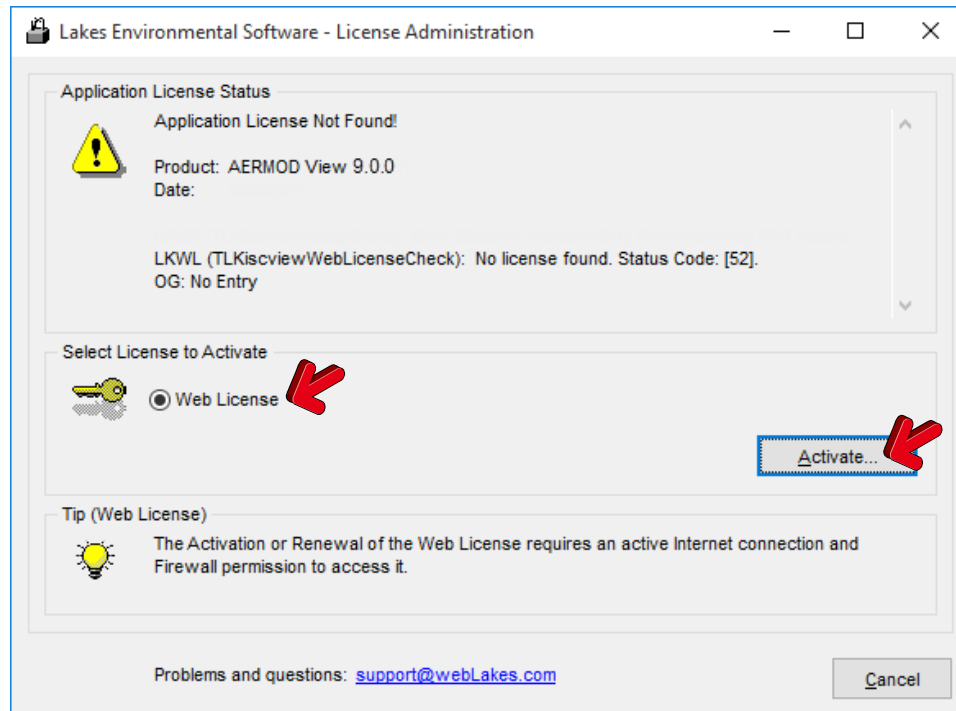 Lakes Environmental Software - License Administration
Application License Status
Application License Not Found!
Product: AERMOD View 9.0.0
Date:
LKWL (TLKiscviewWebLicenseCheck): No license found. Status Code: [52].
OG: No Entry
Select License to Activate
Web License
Activate...
Tip (Web License)
The Activation or Renewal of the Web License requires an active Internet connection and
Firewall permission to access it.
Problems and questions: support@webLakes.com
Cancel